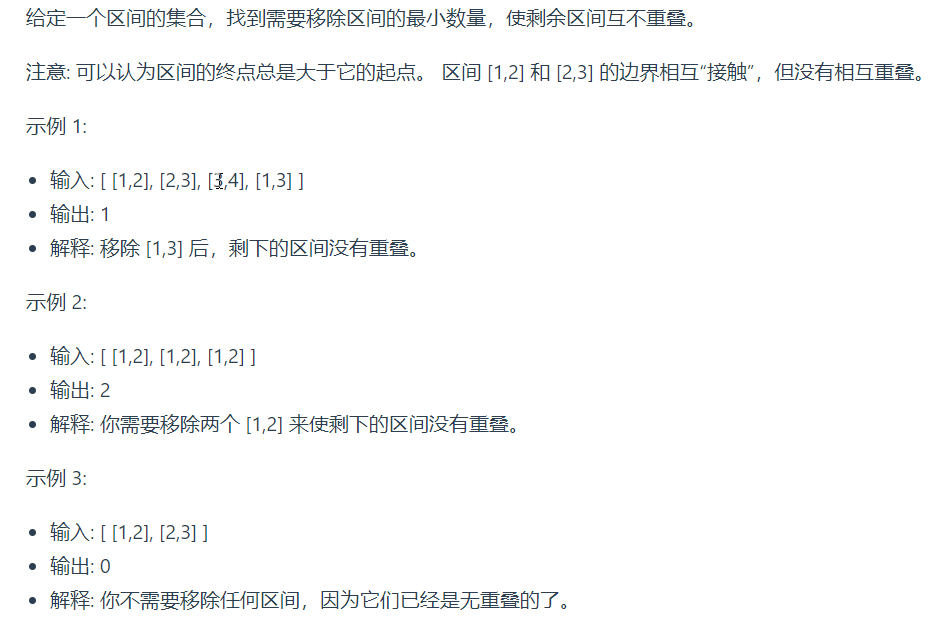 给定一个区间的集合，找到需要移除区间的最小数量，使剩余区间互不重叠。
注意: 可以认为区间的终点总是大于它的起点。 区间 [1,2] 和 [2,3] 的边界相互“接触”，但没有相互重叠。
示例 1:
• 输入: [ [1,2], [2,3], [3,4], [1,3] ]
• 输出: 1
• 解释: 移除 [1,3] 后，剩下的区间没有重叠。
示例 2:
• 输入: [ [1,2], [1,2], [1,2] ]
• 输出: 2
• 解释: 你需要移除两个 [1,2] 来使剩下的区间没有重叠。
示例 3:
• 输入: [ [1,2], [2,3] ]
• 输出: 0
• 解释: 你不需要移除任何区间，因为它们已经是无重叠的了。